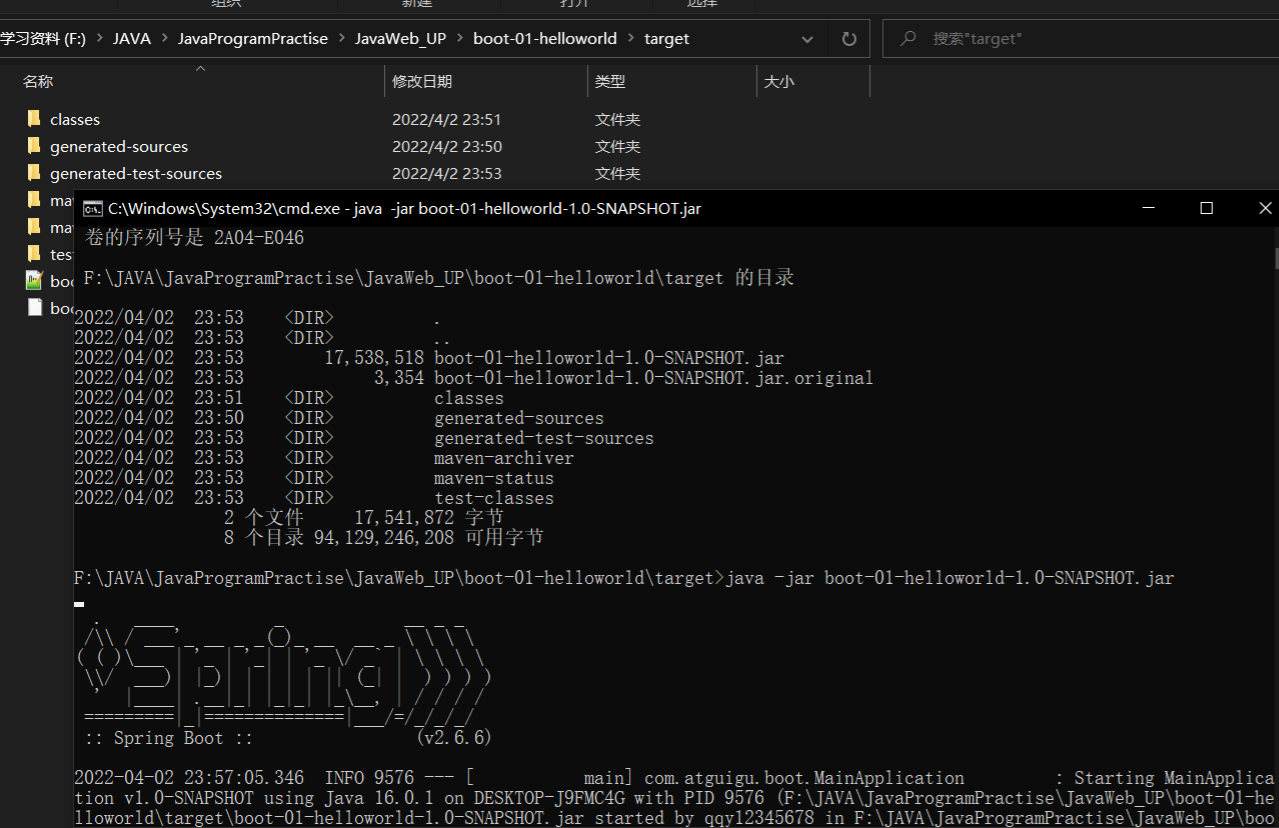 组织 新建 打开 选择
学习资料 (F:) > JAVA > JavaProgramPractise > JavaWeb_UP > boot-01-helloworld > target 搜索"target"
名称 修改日期 类型 大小
classes 2022/4/2 23:51 文件夹
generated-sources 2022/4/2 23:50 文件夹
generated-test-sources 2022/4/2 23:53 文件夹
ma
ma
tes
boo
boo
C:\Windows\System32\cmd.exe - java  -jar boot-01-helloworld-1.0-SNAPSHOT.jar
卷的序列号是 2A04-E046
F:\JAVA\JavaProgramPractise\JavaWeb_UP\boot-01-helloworld\target 的目录
2022/04/02  23:53    <DIR>          .
2022/04/02  23:53    <DIR>          ..
2022/04/02  23:53        17,538,518 boot-01-helloworld-1.0-SNAPSHOT.jar
2022/04/02  23:53             3,354 boot-01-helloworld-1.0-SNAPSHOT.jar.original
2022/04/02  23:51    <DIR>          classes
2022/04/02  23:50    <DIR>          generated-sources
2022/04/02  23:53    <DIR>          generated-test-sources
2022/04/02  23:53    <DIR>          maven-archiver
2022/04/02  23:53    <DIR>          maven-status
2022/04/02  23:53    <DIR>          test-classes
2 个文件     17,541,872 字节
8 个目录 94,129,246,208 可用字节
F:\JAVA\JavaProgramPractise\JavaWeb_UP\boot-01-helloworld\target>java -jar boot-01-helloworld-1.0-SNAPSHOT.jar
Spring
:: Spring Boot ::                (v2.6.6)
2022-04-02 23:57:05.346  INFO 9576 --- [           main] com.atguigu.boot.MainApplication         : Starting MainApplica
tion v1.0-SNAPSHOT using Java 16.0.1 on DESKTOP-J9FMC4G with PID 9576 (F:\JAVA\JavaProgramPractise\JavaWeb_UP\boot-01-he
lloworld\target\boot-01-helloworld-1.0-SNAPSHOT.jar started by qqy12345678 in F:\JAVA\JavaProgramPractise\JavaWeb_UP\boo